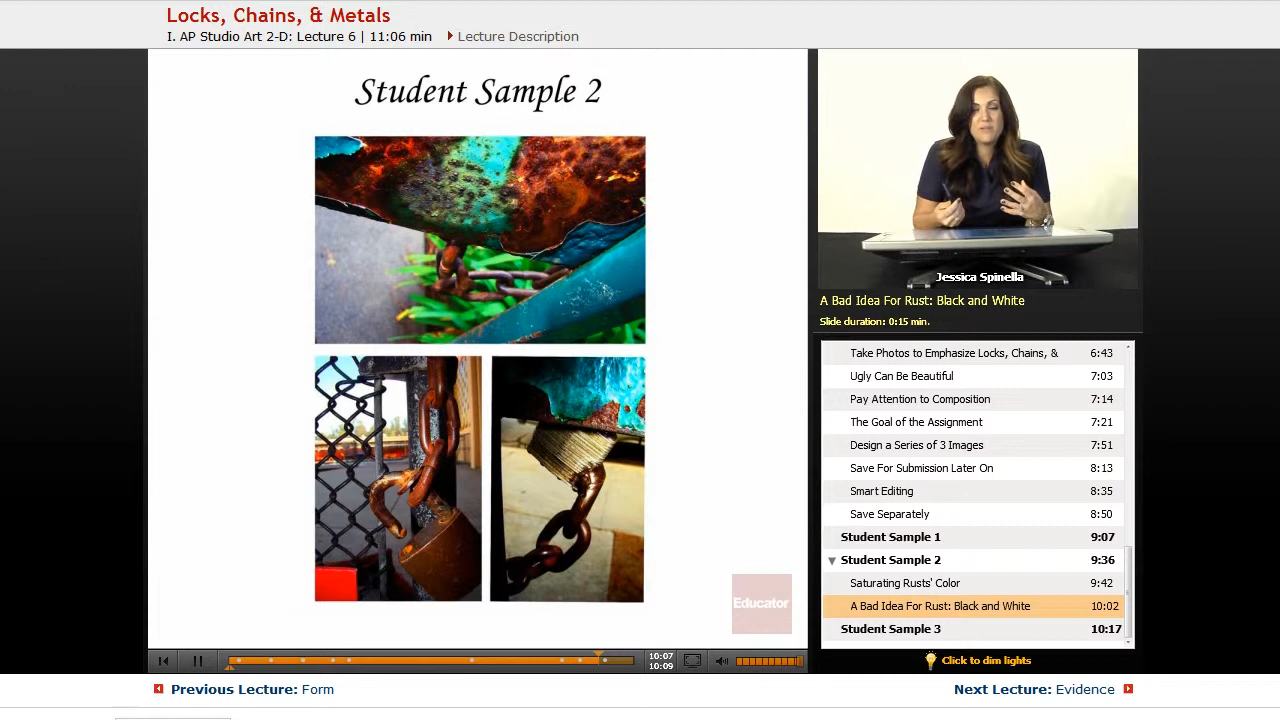 Locks, Chains, & Metals
I. AP Studio Art 2-D: Lecture 6 | 11:06 min
Lecture Description
Student Sample 2
Educator
Jessica Spinella
A Bad Idea For Rust: Black and White
Slide duration: 0:15 min.
Take Photos to Emphasize Locks, Chains, & 6:43
Ugly Can Be Beautiful 7:03
Pay Attention to Composition 7:14
The Goal of the Assignment 7:21
Design a Series of 3 Images 7:51
Save For Submission Later On 8:13
Smart Editing 8:35
Save Separately 8:50
Student Sample 1 9:07
Student Sample 2 9:36
Saturating Rusts' Color 9:42
A Bad Idea For Rust: Black and White 10:02
Student Sample 3 10:17
10:07
10:09
Click to dim lights
Previous Lecture: Form
Next Lecture: Evidence